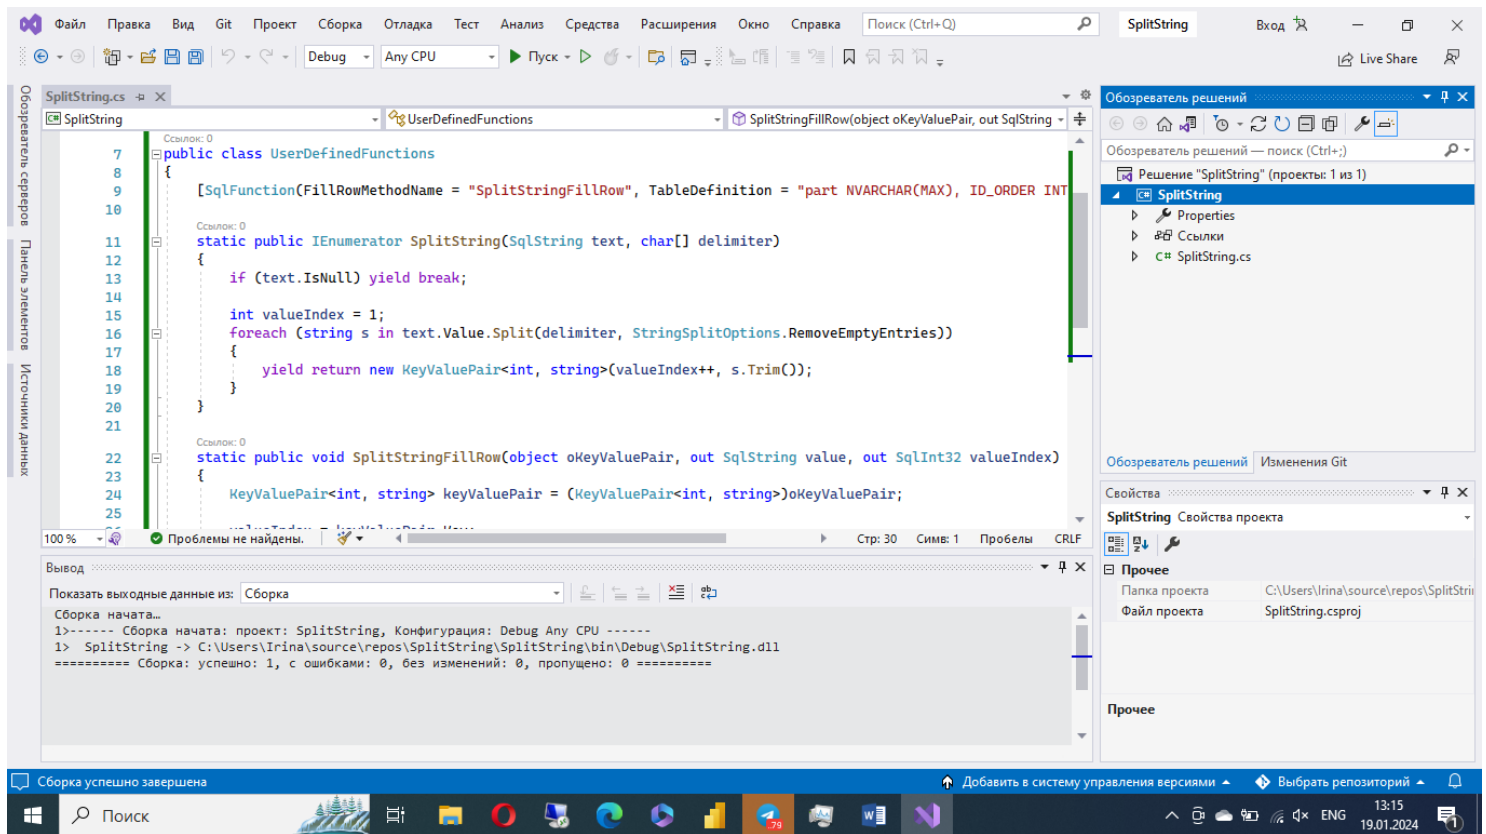 Файл Правка Вид Git Проект Сборка Отладка Тест Анализ Средства Расширения Окно Справка Поиск (Ctrl+Q) SplitString Вход
Debug Any CPU Пуск Live Share
Обозреватель серверов
Панель элементов
Источники данных
SplitString.cs
SplitString UserDefinedFunctions SplitStringFillRow(object oKeyValuePair, out SqlString
Ссылок: 0
7 public class UserDefinedFunctions
8 {
9 [SqlFunction(FillRowMethodName = "SplitStringFillRow", TableDefinition = "part NVARCHAR(MAX), ID_ORDER INT
10
Ссылок: 0
11 static public IEnumerator SplitString(SqlString text, char[] delimiter)
12 {
13 if (text.IsNull) yield break;
14
15 int valueIndex = 1;
16 foreach (string s in text.Value.Split(delimiter, StringSplitOptions.RemoveEmptyEntries))
17 {
18 yield return new KeyValuePair<int, string>(valueIndex++, s.Trim());
19 }
20 }
21
Ссылок: 0
22 static public void SplitStringFillRow(object oKeyValuePair, out SqlString value, out SqlInt32 valueIndex)
23 {
24 KeyValuePair<int, string> keyValuePair = (KeyValuePair<int, string>)oKeyValuePair;
25
100 % Проблемы не найдены. Стр: 30 Симв: 1 Пробелы CRLF
Вывод
Показать выходные данные из: Сборка
Сборка начата…
1>------ Сборка начата: проект: SplitString, Конфигурация: Debug Any CPU ------
1> SplitString -> C:\Users\Irina\source\repos\SplitString\SplitString\bin\Debug\SplitString.dll
========== Сборка: успешно: 1, с ошибками: 0, без изменений: 0, пропущено: 0 ==========
Обозреватель решений
Обозреватель решений — поиск (Ctrl+;)
Решение "SplitString" (проекты: 1 из 1)
C# SplitString
Properties
Ссылки
C# SplitString.cs
Обозреватель решений Изменения Git
Свойства
SplitString Свойства проекта
Прочее
Папка проекта C:\Users\Irina\source\repos\SplitStrin
Файл проекта SplitString.csproj
Прочее
Сборка успешно завершена Добавить в систему управления версиями Выбрать репозиторий
Поиск 79 ENG 13:15
19.01.2024 1